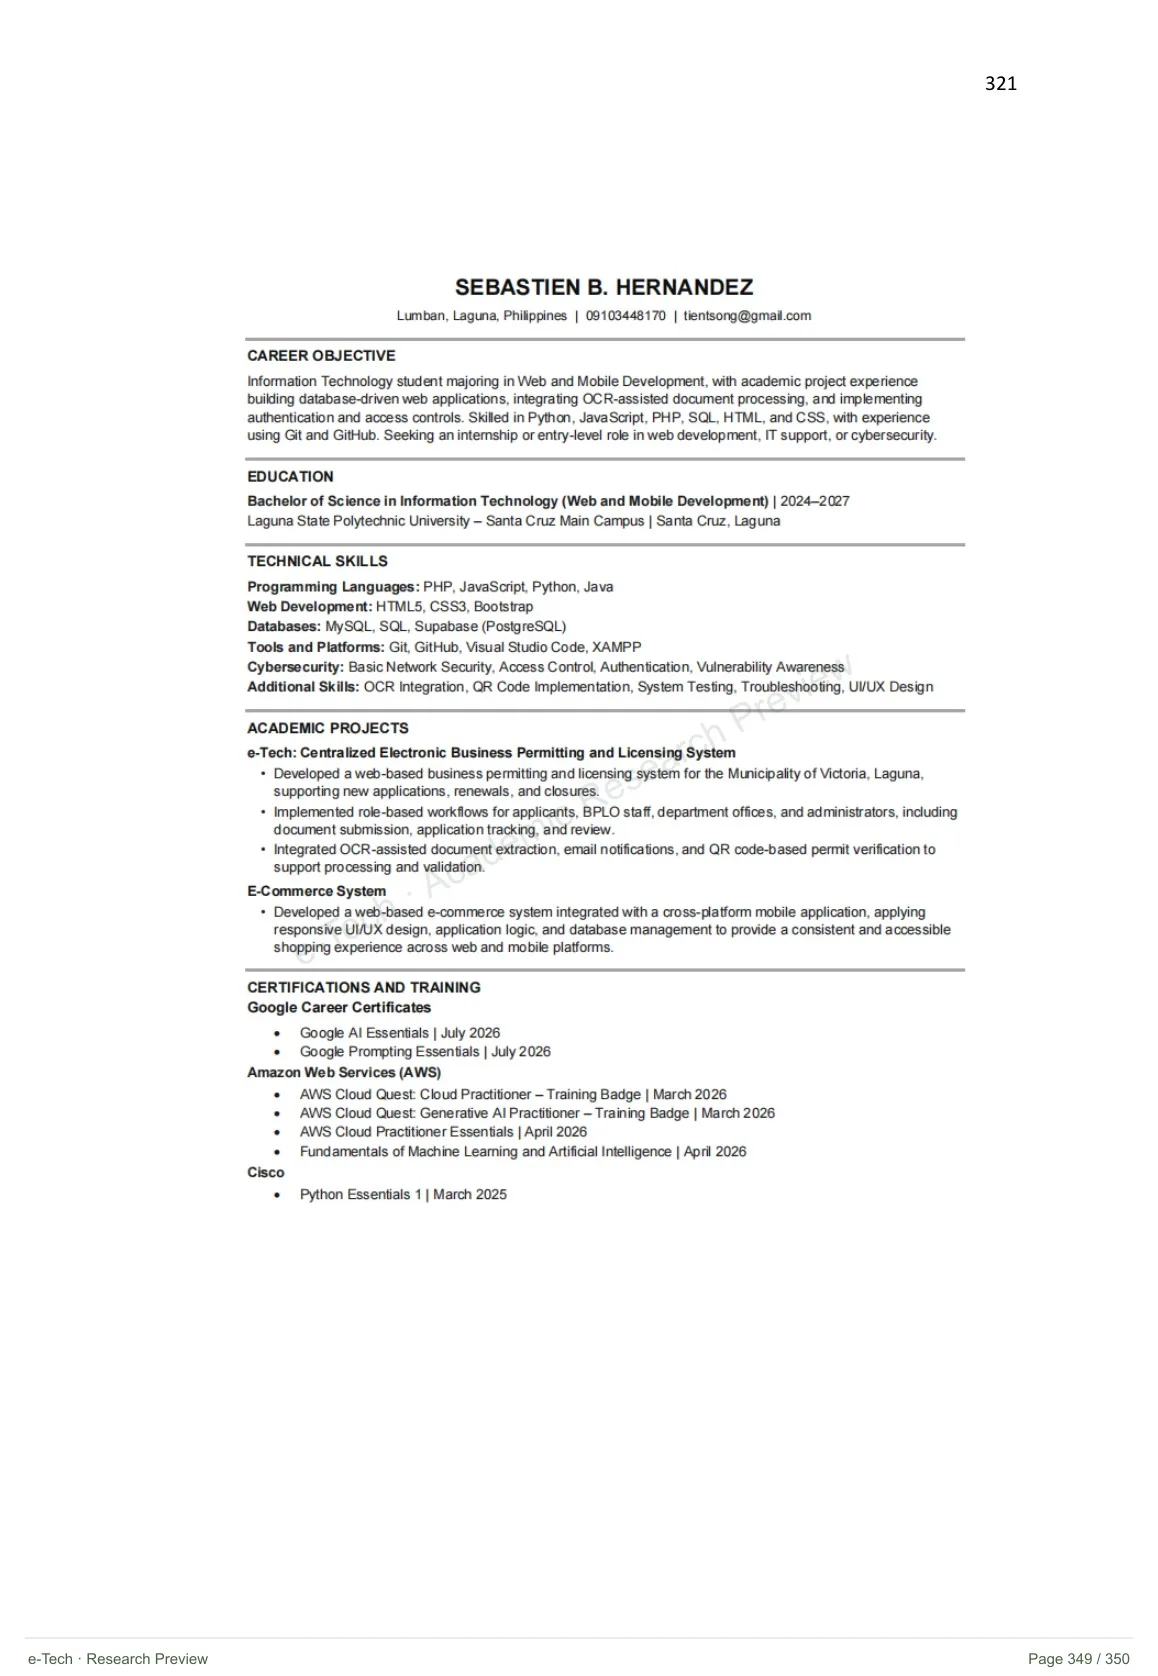 321
SEBASTIEN B. HERNANDEZ
Lumban, Laguna, Philippines | 09103448170 | tientsong@gmail.com
CAREER OBJECTIVE
Information Technology student majoring in Web and Mobile Development, with academic project experience
building database-driven web applications, integrating OCR-assisted document processing, and implementing
authentication and access controls. Skilled in Python, JavaScript, PHP, SQL, HTML, and CSS, with experience
using Git and GitHub. Seeking an internship or entry-level role in web development, IT support, or cybersecurity.
EDUCATION
Bachelor of Science in Information Technology (Web and Mobile Development) | 2024–2027
Laguna State Polytechnic University – Santa Cruz Main Campus | Santa Cruz, Laguna
TECHNICAL SKILLS
Programming Languages: PHP, JavaScript, Python, Java
Web Development: HTML5, CSS3, Bootstrap
Databases: MySQL, SQL, Supabase (PostgreSQL)
Tools and Platforms: Git, GitHub, Visual Studio Code, XAMPP
Cybersecurity: Basic Network Security, Access Control, Authentication, Vulnerability Awareness
Additional Skills: OCR Integration, QR Code Implementation, System Testing, Troubleshooting, UI/UX Design
ACADEMIC PROJECTS
e-Tech: Centralized Electronic Business Permitting and Licensing System
• Developed a web-based business permitting and licensing system for the Municipality of Victoria, Laguna,
supporting new applications, renewals, and closures.
• Implemented role-based workflows for applicants, BPLO staff, department offices, and administrators, including
document submission, application tracking, and review.
• Integrated OCR-assisted document extraction, email notifications, and QR code-based permit verification to
support processing and validation.
E-Commerce System
• Developed a web-based e-commerce system integrated with a cross-platform mobile application, applying
responsive UI/UX design, application logic, and database management to provide a consistent and accessible
shopping experience across web and mobile platforms.
CERTIFICATIONS AND TRAINING
Google Career Certificates
• Google AI Essentials | July 2026
• Google Prompting Essentials | July 2026
Amazon Web Services (AWS)
• AWS Cloud Quest: Cloud Practitioner – Training Badge | March 2026
• AWS Cloud Quest: Generative AI Practitioner – Training Badge | March 2026
• AWS Cloud Practitioner Essentials | April 2026
• Fundamentals of Machine Learning and Artificial Intelligence | April 2026
Cisco
• Python Essentials 1 | March 2025
e-Tech · Academic Research Preview
e-Tech · Research Preview
Page 349 / 350